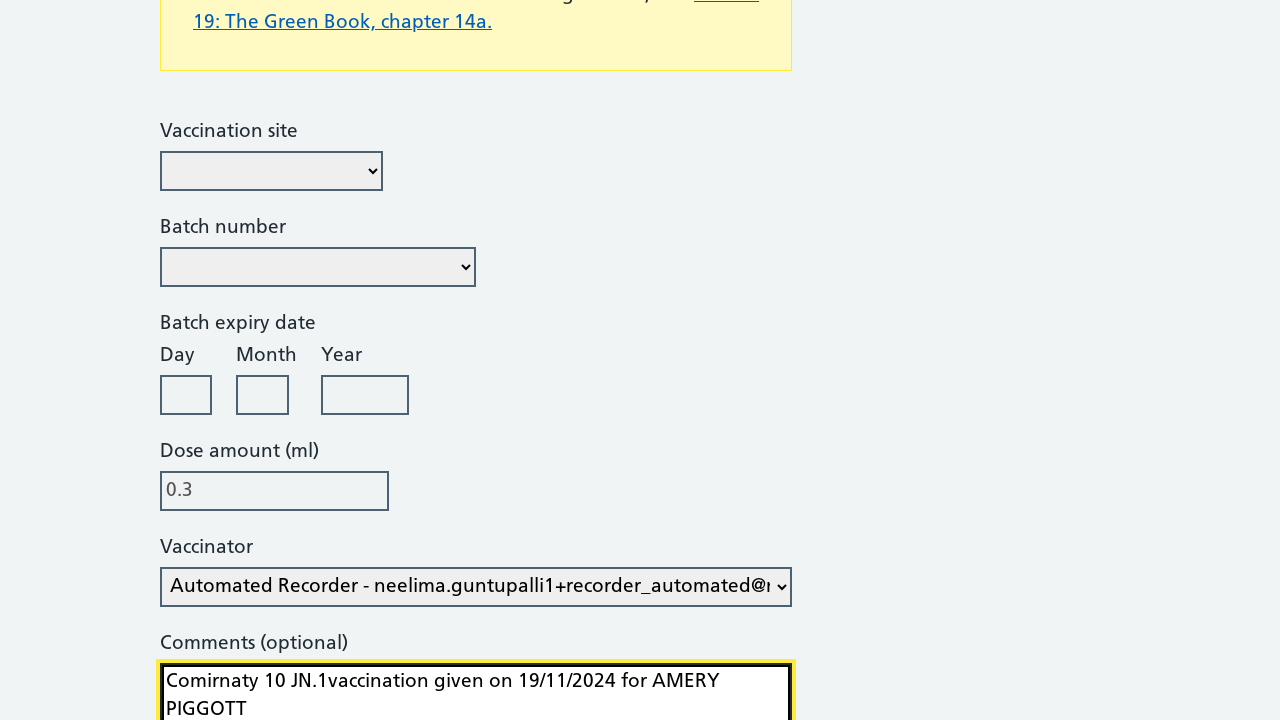 19: The Green Book, chapter 14a.
Vaccination site
Batch number
Batch expiry date
Day Month Year
Dose amount (ml)
0.3
Vaccinator
Automated Recorder - neelima.guntupalli1+recorder_automated@
Comments (optional)
Comirnaty 10 JN.1vaccination given on 19/11/2024 for AMERY
PIGGOTT